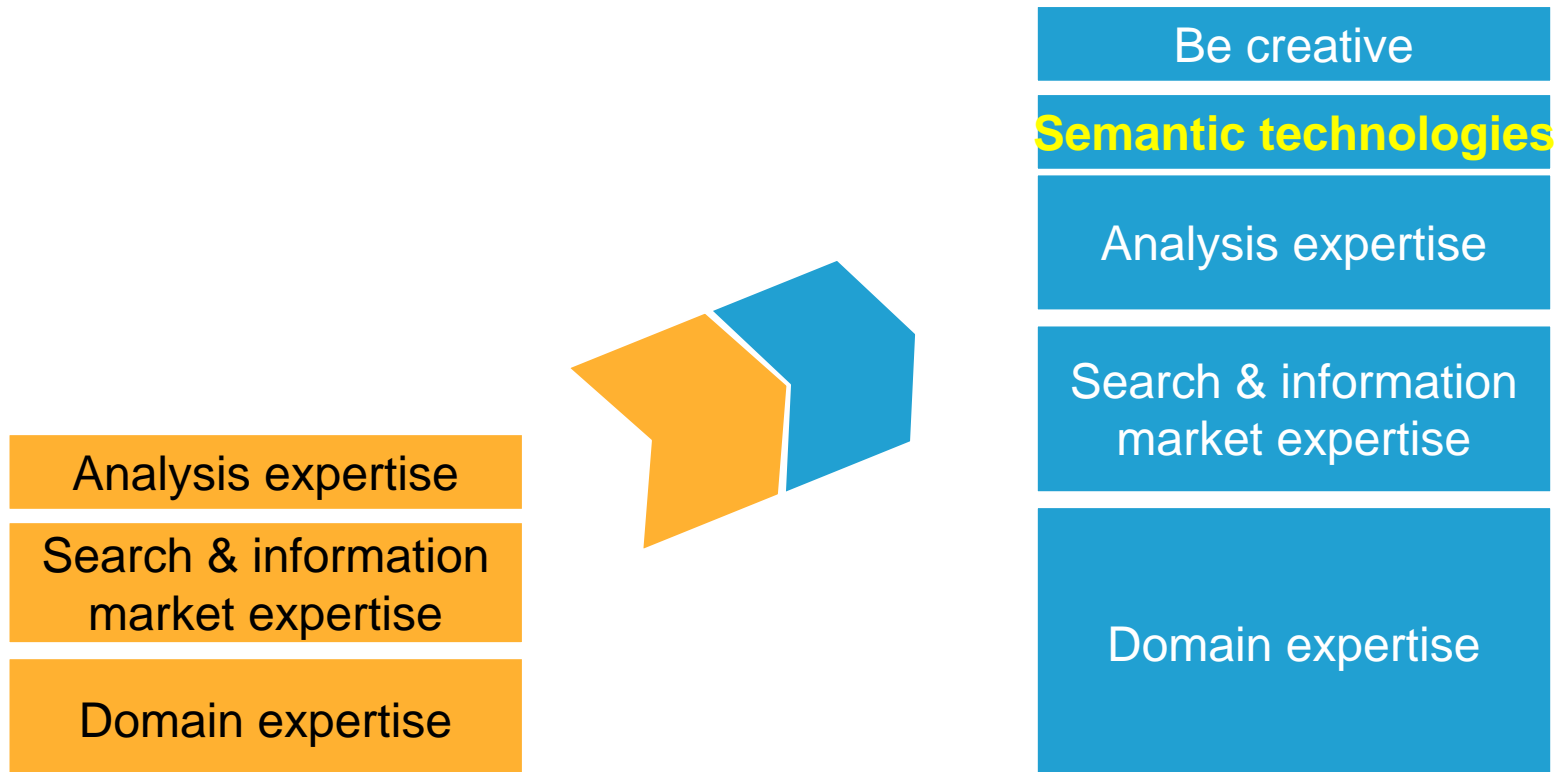 Analysis expertise
Search & information
market expertise
Domain expertise
Be creative
Semantic technologies
Analysis expertise
Search & information
market expertise
Domain expertise